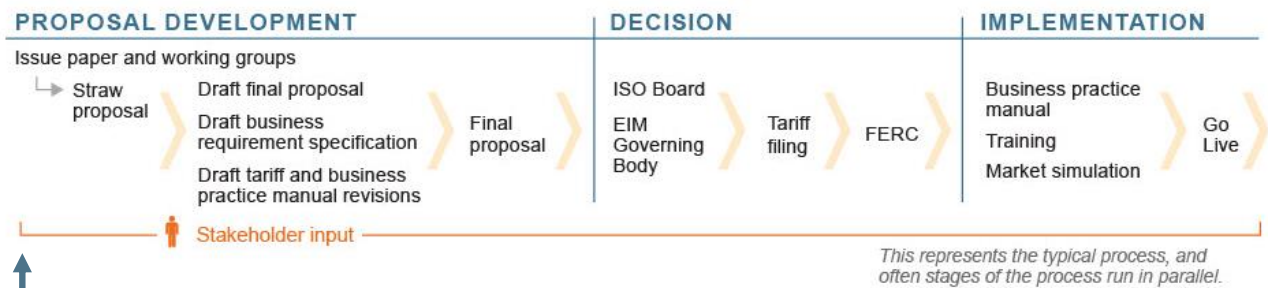 PROPOSAL DEVELOPMENT
Issue paper and working groups
Straw
proposal
Draft final proposal
Draft business
requirement specification
Draft tariff and business
practice manual revisions
Final
proposal
DECISION
ISO Board
EIM
Governing
Body
Tariff
filing
FERC
IMPLEMENTATION
Business practice
manual
Training
Market simulation
Go
Live
Stakeholder input
This represents the typical process, and
often stages of the process run in parallel.